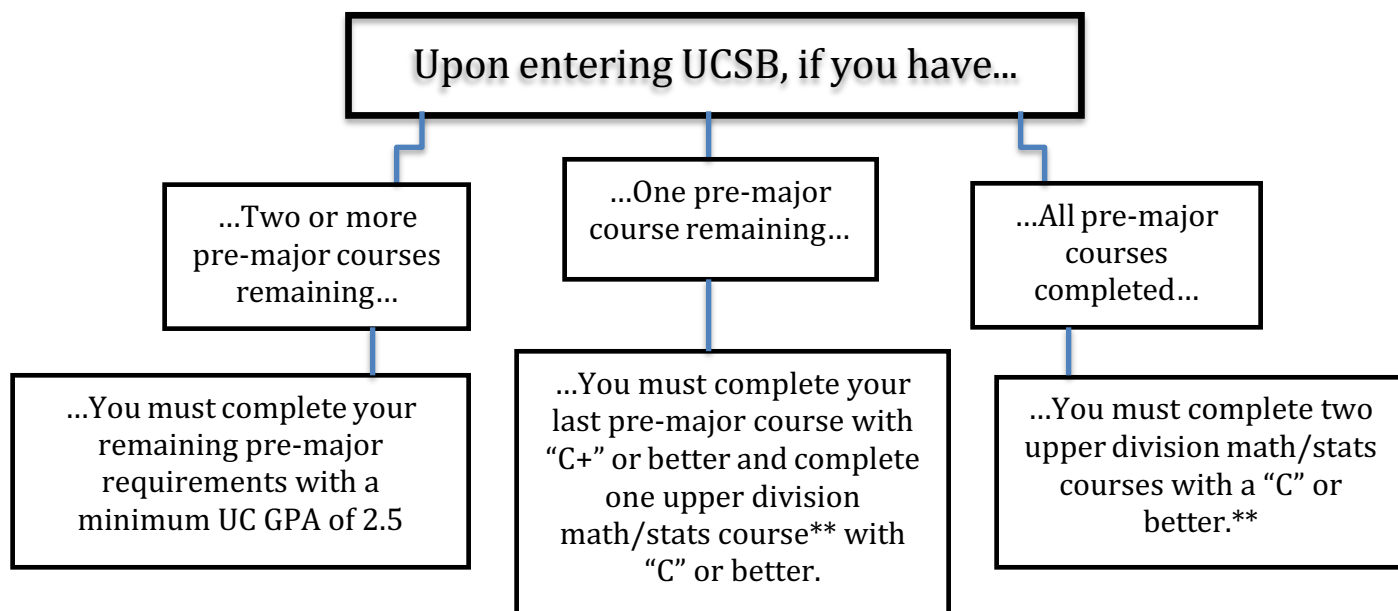 Upon entering UCSB, if you have...
...Two or more
pre-major courses
remaining...
...One pre-major
course remaining...
...All pre-major
courses
completed...
...You must complete your
remaining pre-major
requirements with a
minimum UC GPA of 2.5
...You must complete your
last pre-major course with
“C+” or better and complete
one upper division
math/stats course** with
“C” or better.
...You must complete two
upper division math/stats
courses with a “C” or
better.**